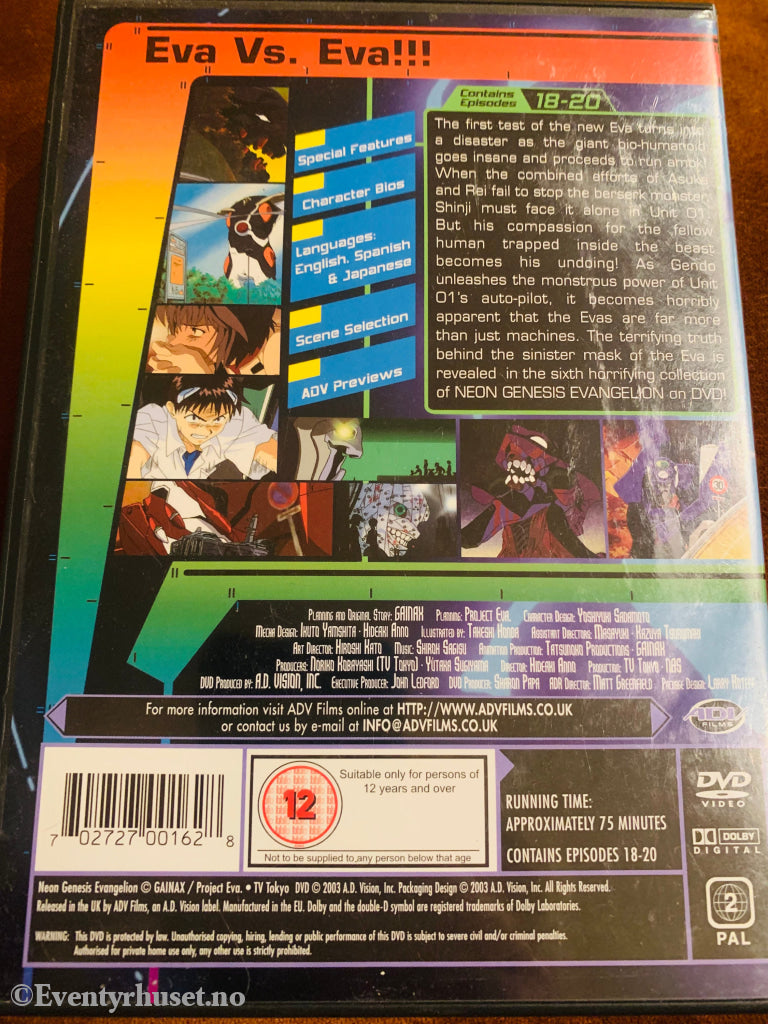 Eva Vs. Eva!!!
Contains
Episodes 18-20
Special Features
Character Bios
Languages:
English, Spanish
& Japanese
Scene Selection
ADV Previews
The first test of the new Eva turns into
a disaster as the giant bio-humanoid
goes insane and proceeds to run amok!
When the combined efforts of Asuka
and Rei fail to stop the berserk monster,
Shinji must face it alone in Unit 01.
But his compassion for the fellow
human trapped inside the beast
becomes his undoing! As Gendo
unleashes the monstrous power of Unit
01's auto-pilot, it becomes horribly
apparent that the Evas are far more
than just machines. The terrifying truth
behind the sinister mask of the Eva is
revealed in the sixth horrifying collection
of NEON GENESIS EVANGELION on DVD!
30
Planning and Original Story: GAINAX Planning: Project Eva. Character Design: Yoshiyuki Sadamoto
Mecha Design: Ikuto Yamshita · Hideaki Anno Illustrated by: Takeshi Honda Assistant Directors: Masayuki · Kazuya Tsurumaki
Art Director: Hiroshi Kato Music: Shiroh Sagisu Animation Production: Tatsunoko Productions · GAINAX
Producers: Noriko Kobayashi (TV Tokyo) · Yutaka Sugiyama Director: Hideaki Anno Production: TV Tokyo · NAS
DVD Produced by: A.D. VISION, INC. Executive Producer: John Ledford DVD Producer: Sharon Papa ADR Director: Matt Greenfield Package Design: Larry
For more information visit ADV Films online at HTTP://WWW.ADVFILMS.CO.UK
or contact us by e-mail at INFO@ADVFILMS.CO.UK
ADV
FILMS
7 02727 00162 8
12
Suitable only for persons of
12 years and over
Not to be supplied to any person below that age
RUNNING TIME:
APPROXIMATELY 75 MINUTES
CONTAINS EPISODES 18-20
DVD
VIDEO
DOLBY
DIGITAL
2
PAL
Neon Genesis Evangelion © GAINAX / Project Eva. • TV Tokyo DVD © 2003 A.D. Vision, Inc. Packaging Design © 2003 A.D. Vision, Inc. All Rights Reserved.
Released in the UK by ADV Films, an A.D. Vision label. Manufactured in the EU. Dolby and the double-D symbol are registered trademarks of Dolby Laboratories.
WARNING: This DVD is protected by law. Unauthorised copying, hiring, lending or public performance of this DVD is subject to severe civil and/or criminal penalties.
Authorised for private home use only, any other use is strictly prohibited.
©Eventyrhuset.no